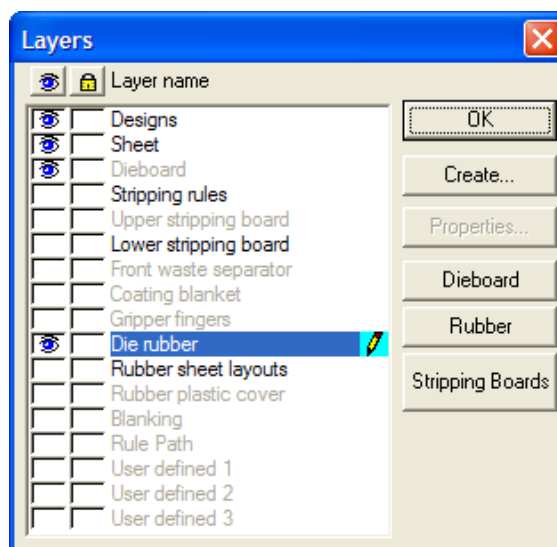 Layers
Layer name
Designs
Sheet
Dieboard
Stripping rules
Upper stripping board
Lower stripping board
Front waste separator
Coating blanket
Gripper fingers
Die rubber
Rubber sheet layouts
Rubber plastic cover
Blanking
Rule Path
User defined 1
User defined 2
User defined 3
OK
Create...
Properties...
Dieboard
Rubber
Stripping Boards